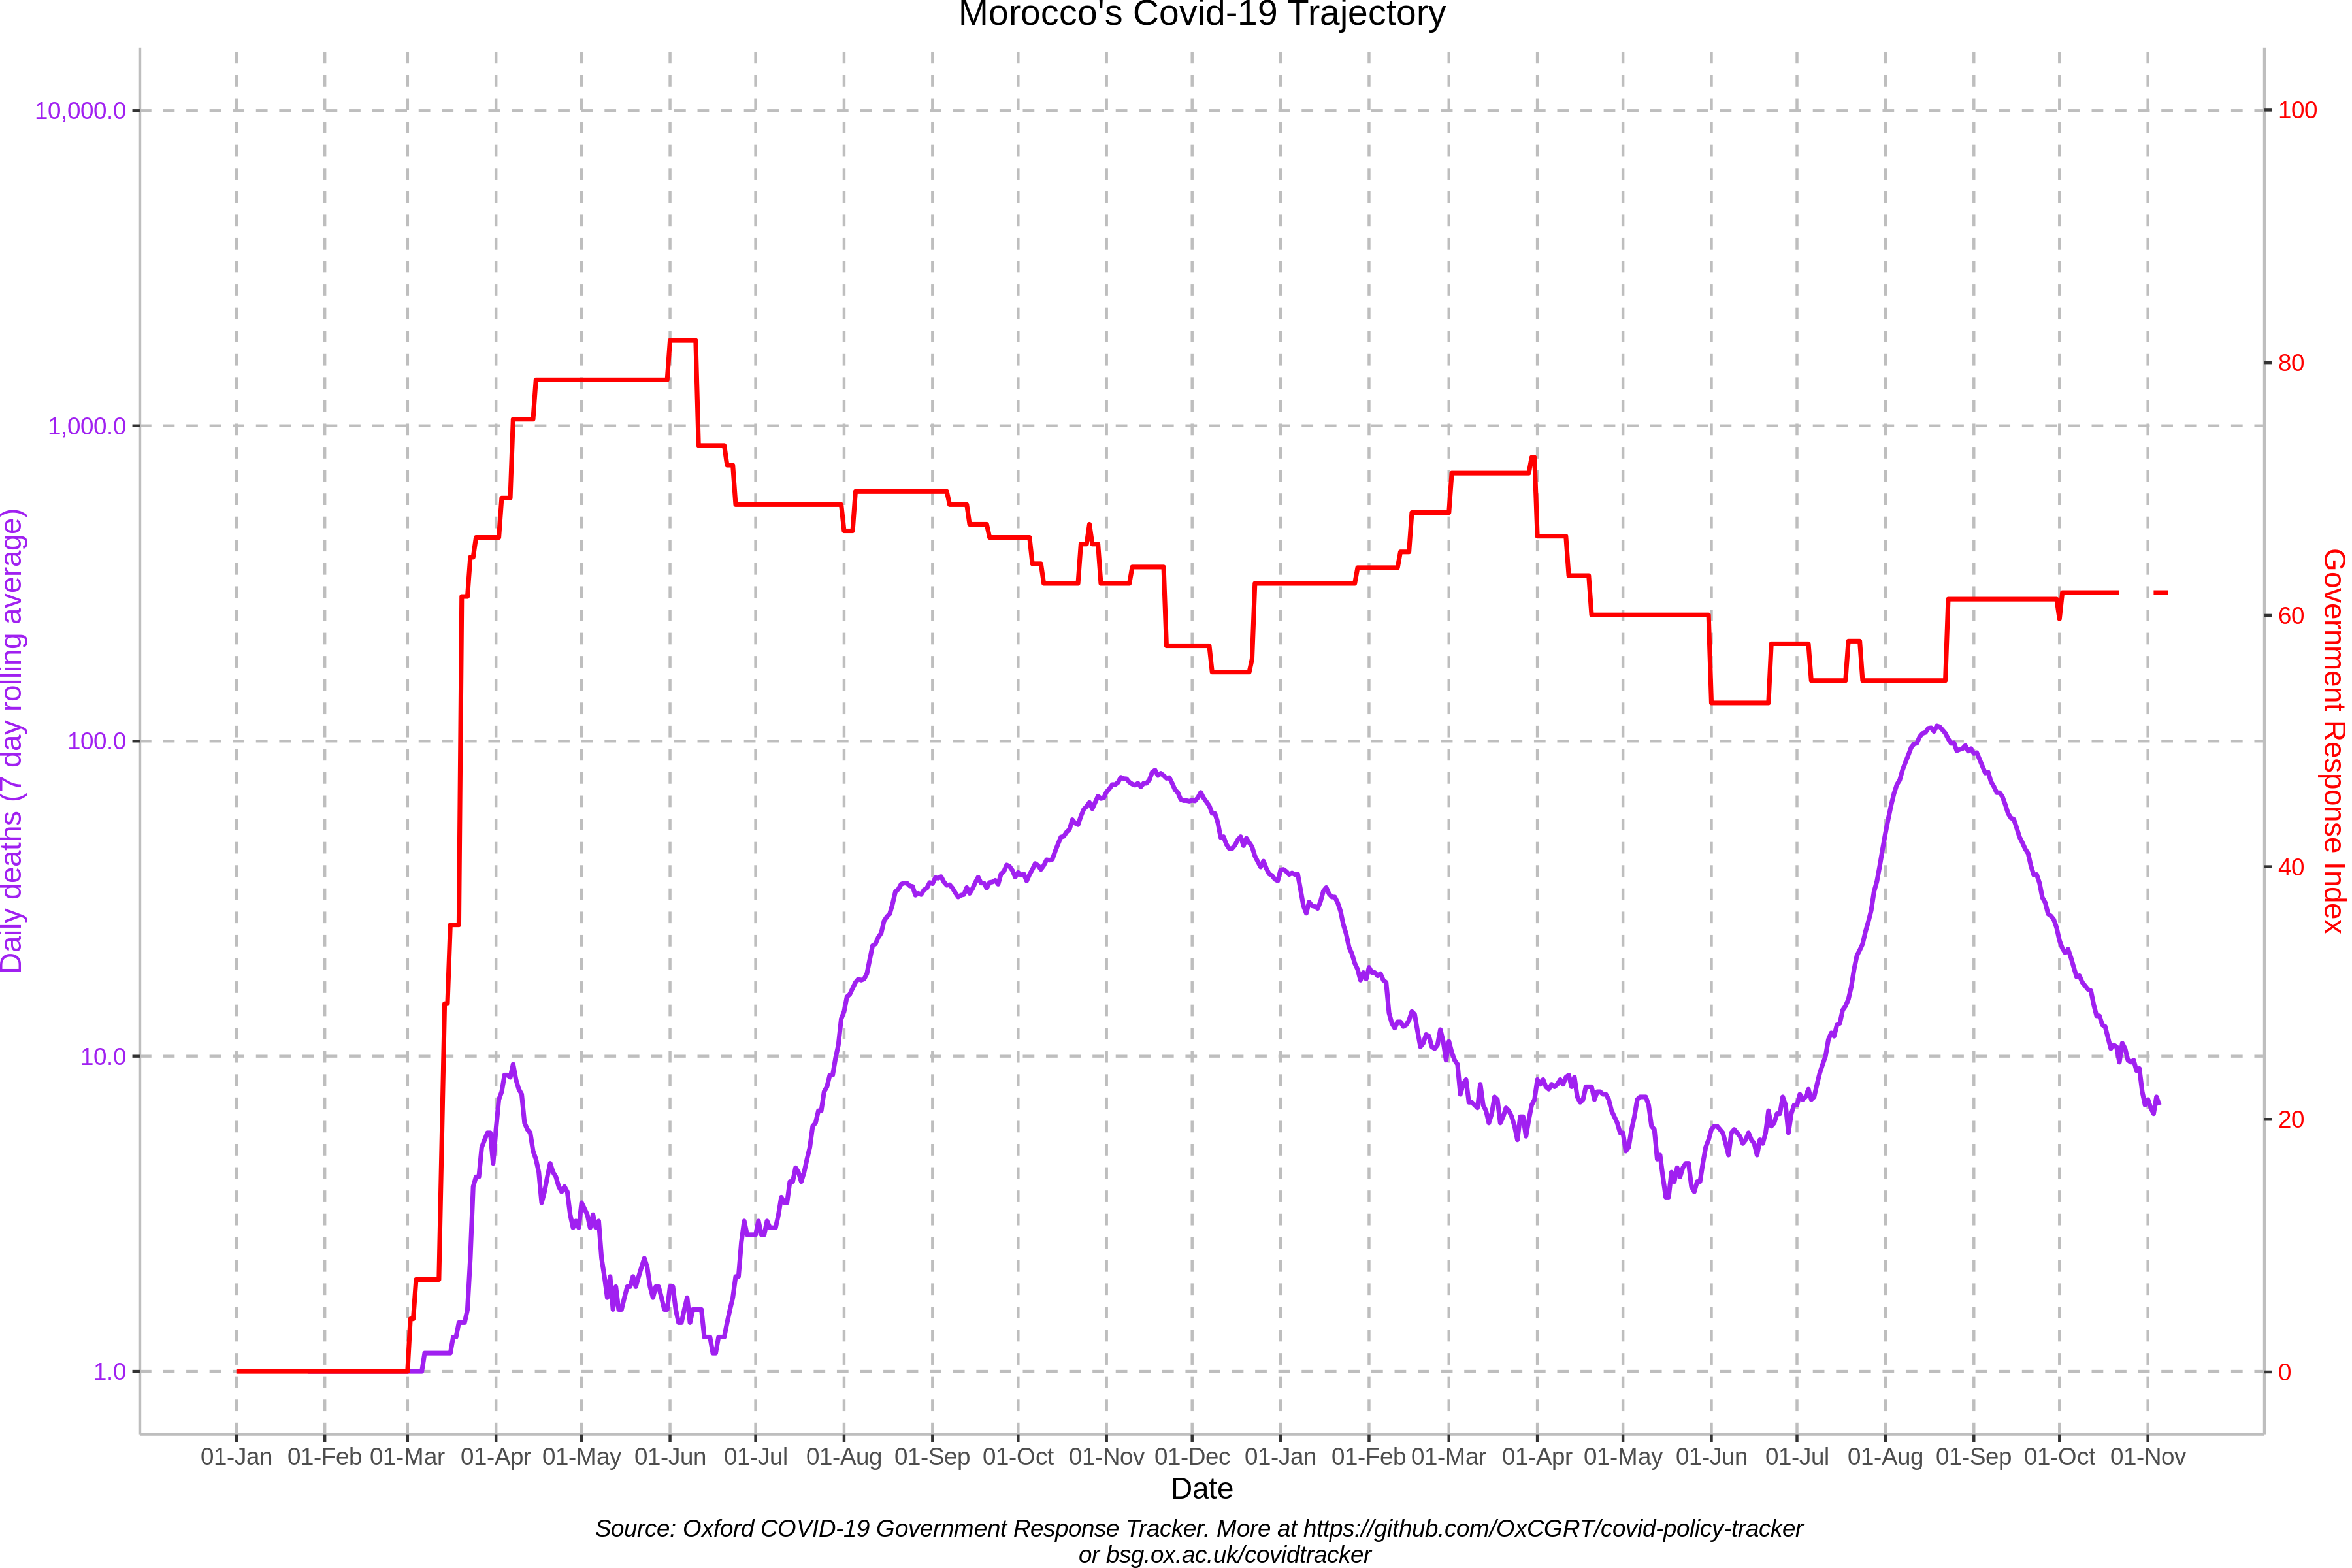 Morocco's Covid-19 Trajectory
10,000.0
1,000.0
100.0
10.0
1.0
Daily deaths (7 day rolling average)
100
80
60
40
20
0
Government Response Index
01-Jan 01-Feb 01-Mar 01-Apr 01-May 01-Jun 01-Jul 01-Aug 01-Sep 01-Oct 01-Nov 01-Dec 01-Jan 01-Feb 01-Mar 01-Apr 01-May 01-Jun 01-Jul 01-Aug 01-Sep 01-Oct 01-Nov
Date
Source: Oxford COVID-19 Government Response Tracker. More at https://github.com/OxCGRT/covid-policy-tracker
or bsg.ox.ac.uk/covidtracker